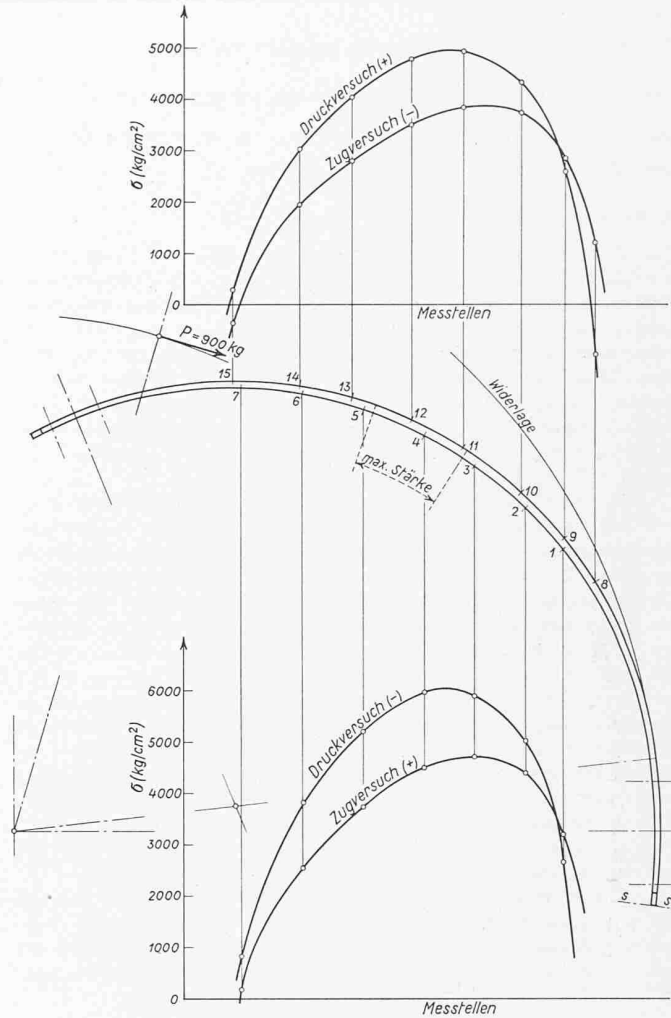 5000
4000
3000
2000
1000
0
σ (kg/cm²)
Druckversuch (+)
Zugversuch (-)
Messtellen
P = 900 kg
15
14
13
12
11
10
9
8
7
6
5
4
3
2
1
max. Stärke
Widerlage
6000
5000
4000
3000
2000
1000
0
σ (kg/cm²)
Druckversuch (-)
Zugversuch (+)
Messtellen
s
s